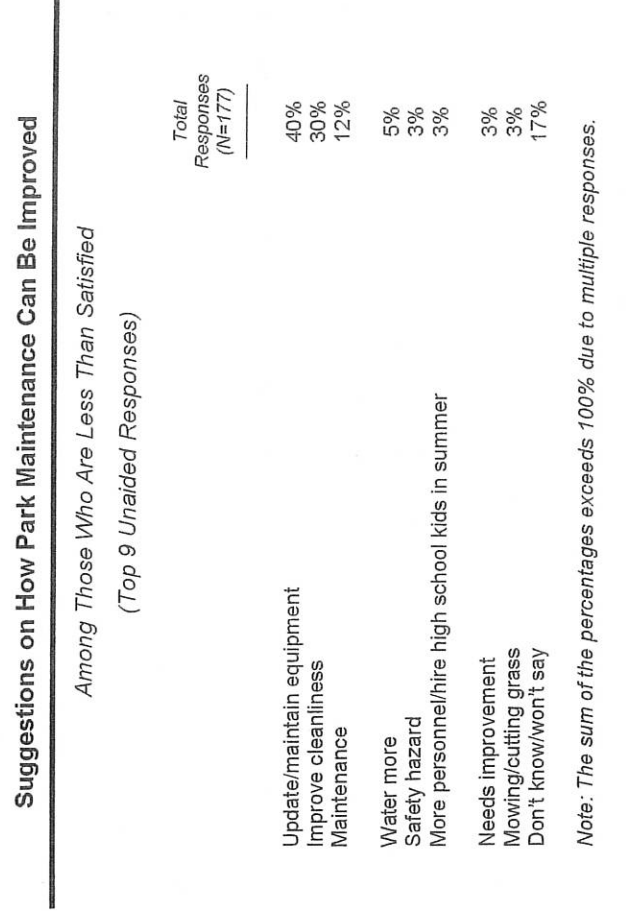 Suggestions on How Park Maintenance Can Be Improved
Among Those Who Are Less Than Satisfied
(Top 9 Unaided Responses)
Total
Responses
(N=177)
Update/maintain equipment 40%
Improve cleanliness 30%
Maintenance 12%
Water more 5%
Safety hazard 3%
More personnel/hire high school kids in summer 3%
Needs improvement 3%
Mowing/cutting grass 3%
Don't know/won't say 17%
Note: The sum of the percentages exceeds 100% due to multiple responses.